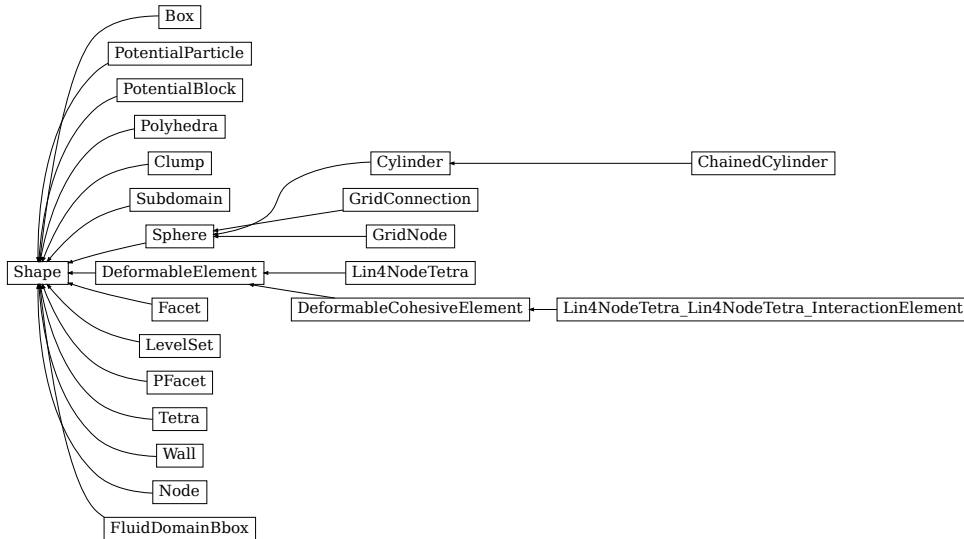 Box
PotentialParticle
PotentialBlock
Polyhedra
Clump
Cylinder
ChainedCylinder
Subdomain
GridConnection
Sphere
GridNode
Shape
DeformableElement
Lin4NodeTetra
Facet
DeformableCohesiveElement
Lin4NodeTetra_Lin4NodeTetra_InteractionElement
LevelSet
PFacet
Tetra
Wall
Node
FluidDomainBbox